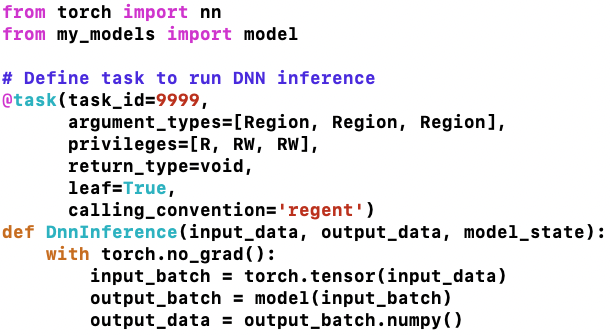 from torch import nn
from my_models import model

# Define task to run DNN inference
@task(task_id=9999,
      argument_types=[Region, Region, Region],
      privileges=[R, RW, RW],
      return_type=void,
      leaf=True,
      calling_convention='regent')
def DnnInference(input_data, output_data, model_state):
    with torch.no_grad():
        input_batch = torch.tensor(input_data)
        output_batch = model(input_batch)
        output_data = output_batch.numpy()